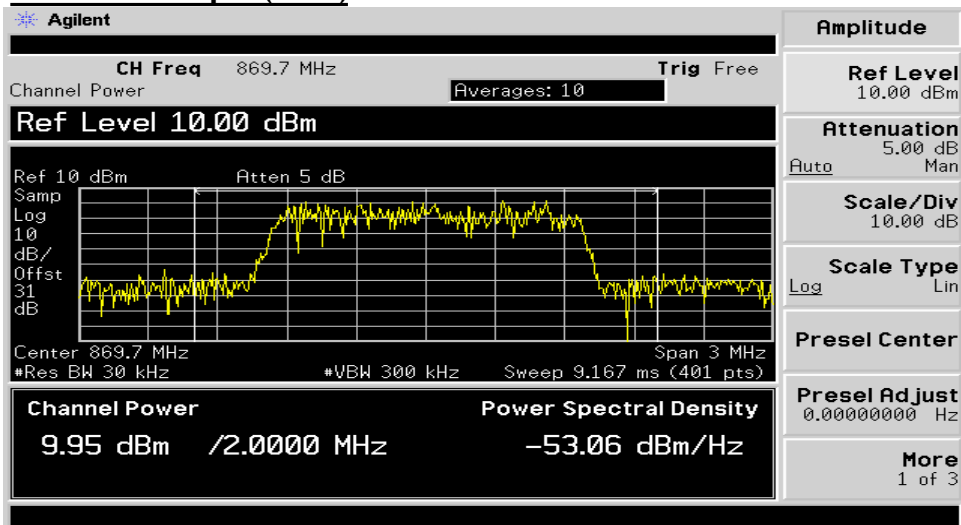 Agilent
CH Freq 869.7 MHz Trig Free
Channel Power Averages: 10
Ref Level 10.00 dBm
Ref 10 dBm Atten 5 dB
Samp
Log
10
dB/
Offst
31
dB
Center 869.7 MHz Span 3 MHz
#Res BW 30 kHz #VBW 300 kHz Sweep 9.167 ms (401 pts)
Channel Power Power Spectral Density
9.95 dBm /2.0000 MHz -53.06 dBm/Hz
Amplitude
Ref Level
10.00 dBm
Attenuation
5.00 dB
Auto Man
Scale/Div
10.00 dB
Scale Type
Log Lin
Presel Center
Presel Adjust
0.00000000 Hz
More
1 of 3